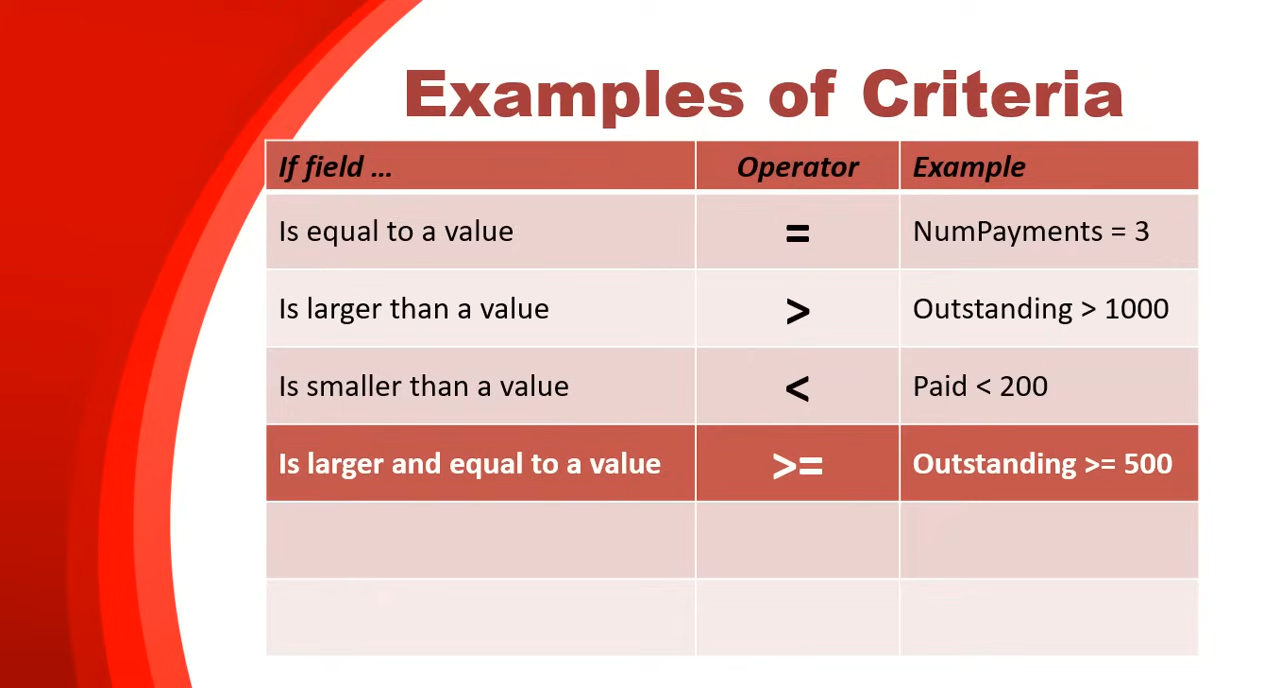 Examples of Criteria
If field ... Operator Example
Is equal to a value = NumPayments = 3
Is larger than a value > Outstanding > 1000
Is smaller than a value < Paid < 200
Is larger and equal to a value >= Outstanding >= 500